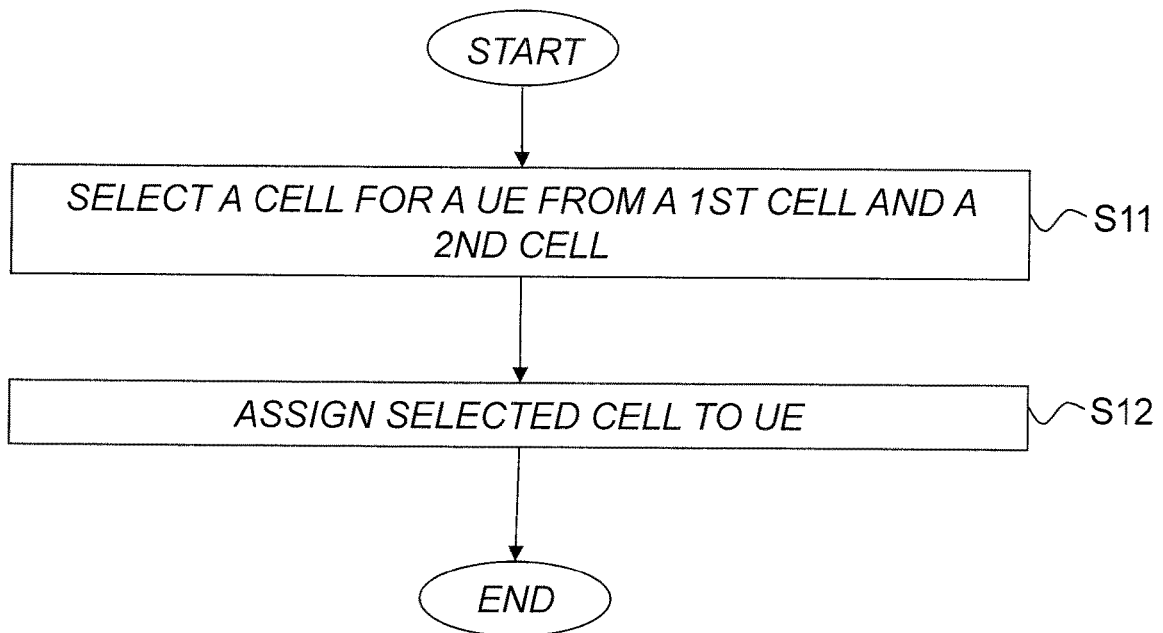 START
SELECT A CELL FOR A UE FROM A 1ST CELL AND A
2ND CELL
S11
ASSIGN SELECTED CELL TO UE
S12
END